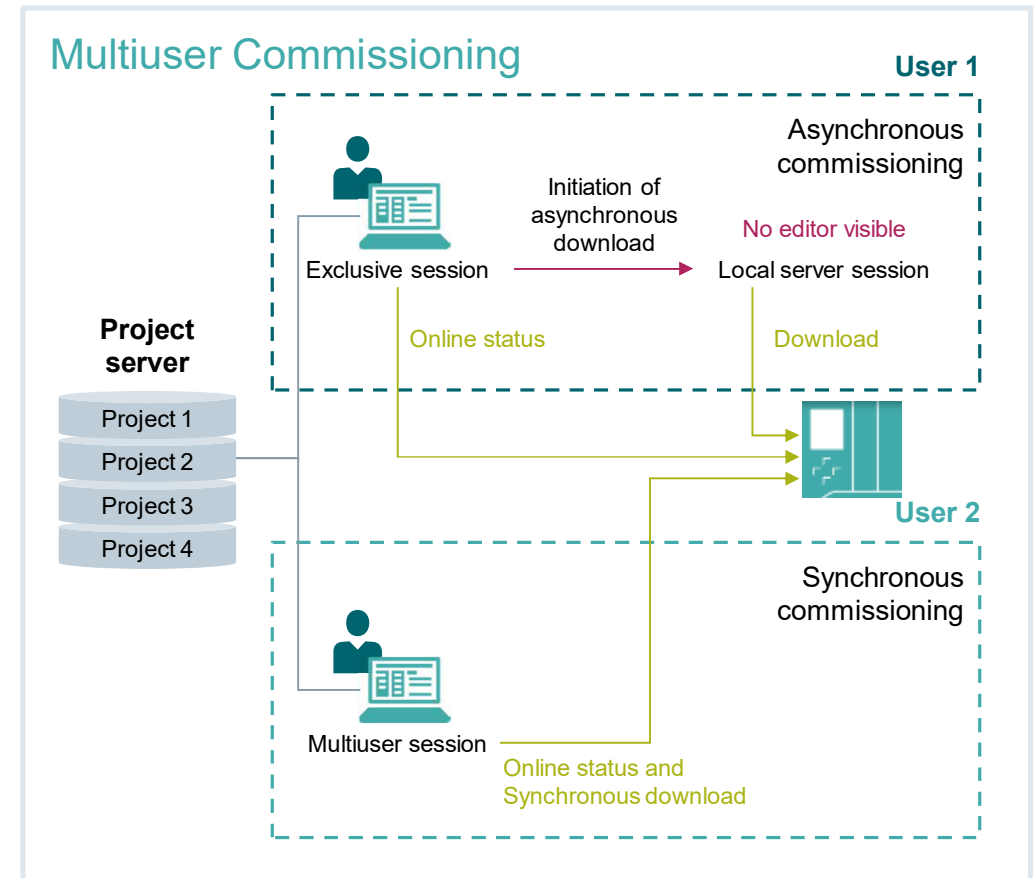 Multiuser Commissioning
User 1
Asynchronous
commissioning
Initiation of
asynchronous
download
No editor visible
Exclusive session
Local server session
Online status
Download
Project
server
Project 1
Project 2
Project 3
Project 4
User 2
Synchronous
commissioning
Multiuser session
Online status and
Synchronous download